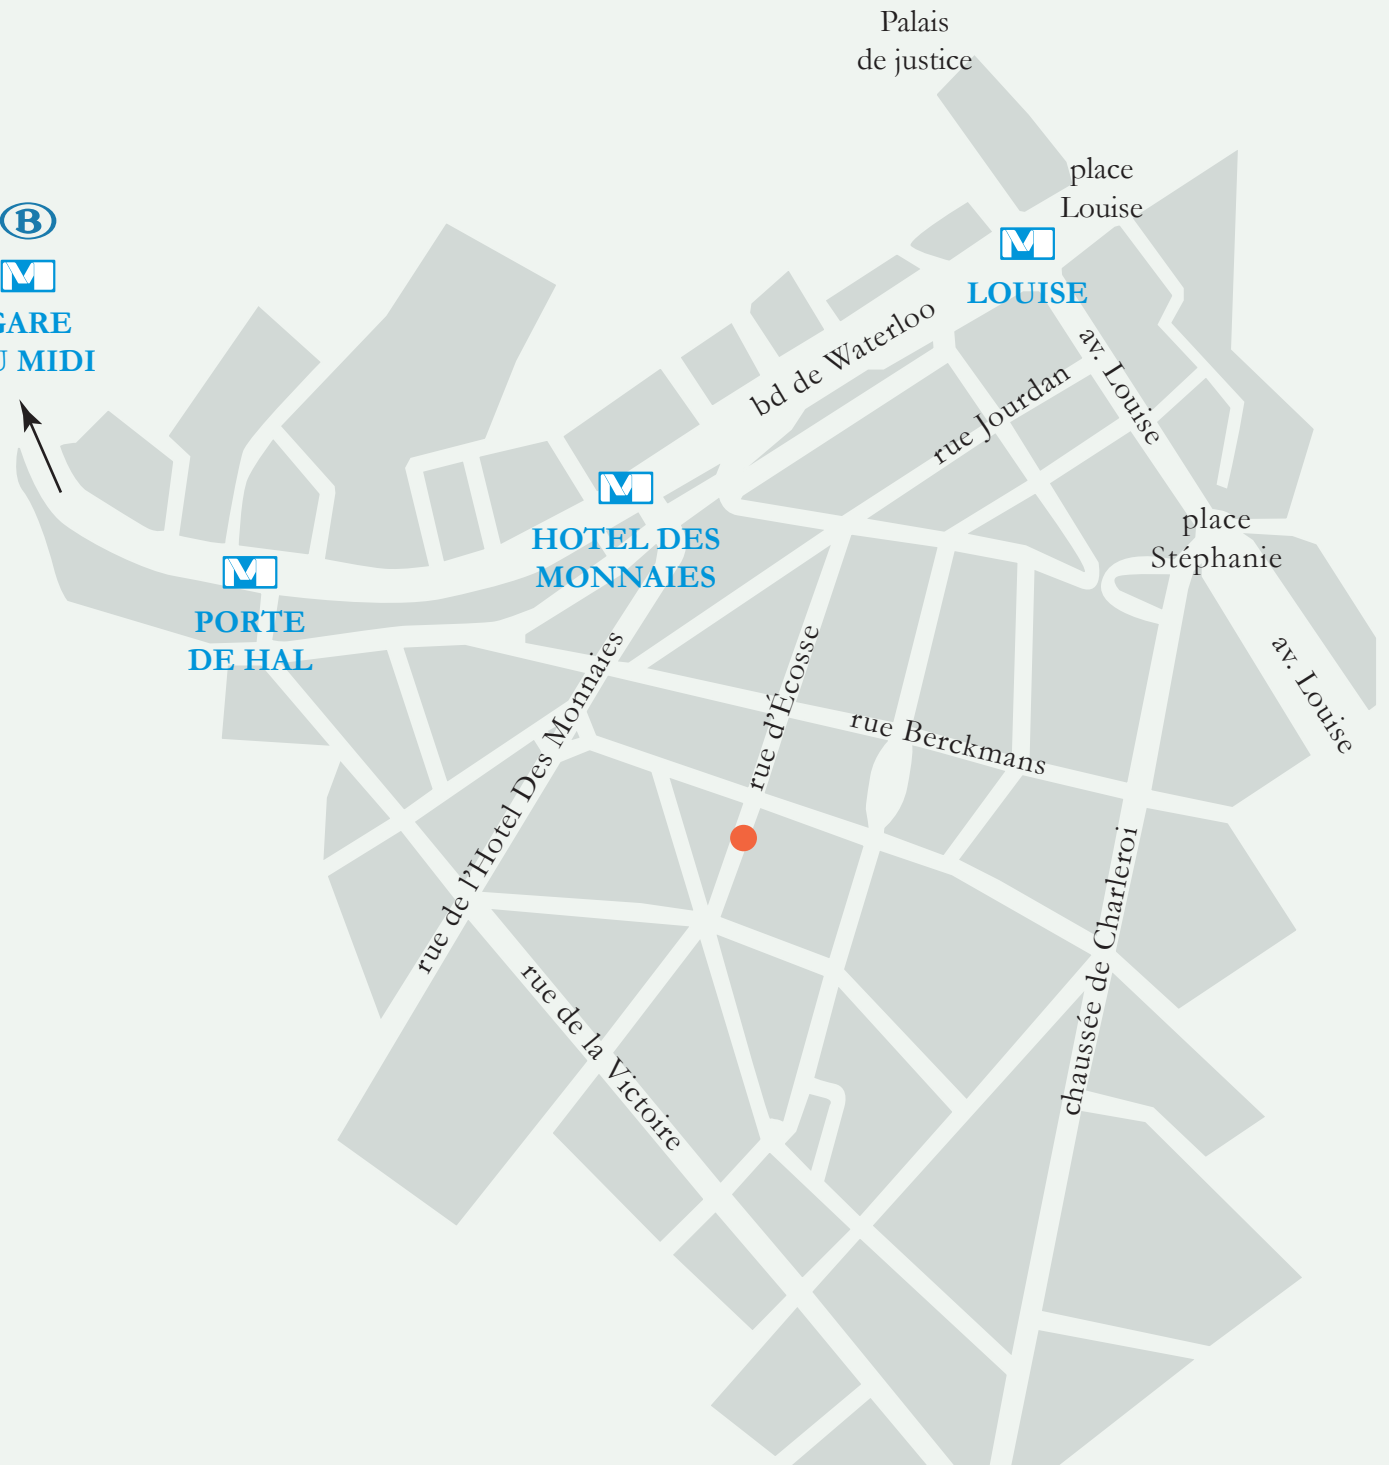 Palais
de justice
place
Louise
B
M
GARE
U MIDI
M
LOUISE
bd de Waterloo
av. Louise
rue Jourdan
M
HOTEL DES
MONNAIES
place
Stéphanie
M
PORTE
DE HAL
rue de l'Hotel Des Monnaies
rue d'Écosse
rue Berckmans
av. Louise
chaussée de Charleroi
rue de la Victoire